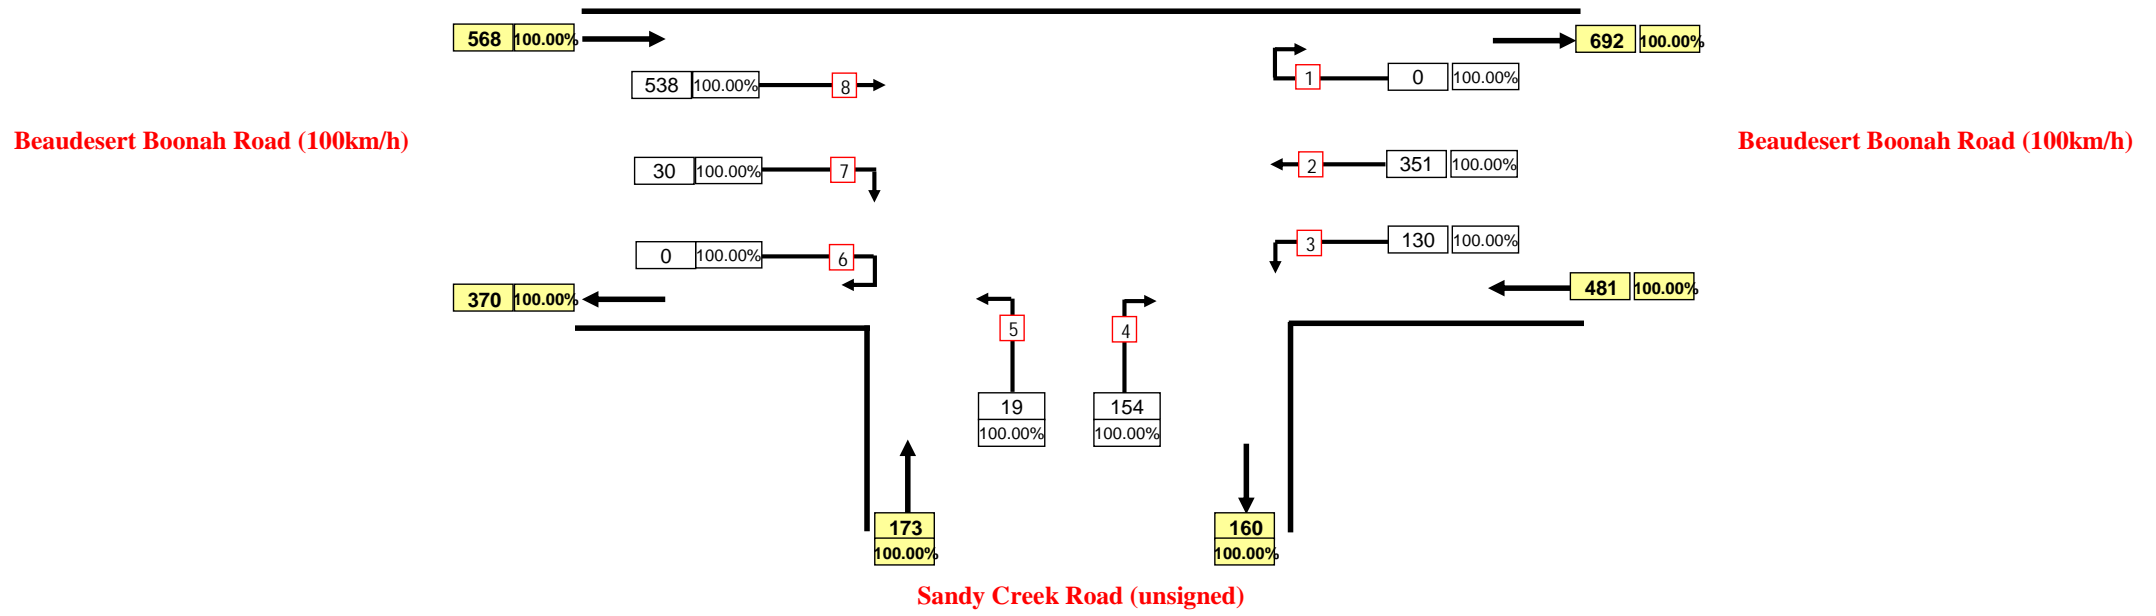 568 100.00%
692 100.00%
538 100.00% 8
1 0 100.00%
Beaudesert Boonah Road (100km/h)
Beaudesert Boonah Road (100km/h)
30 100.00% 7
2 351 100.00%
0 100.00% 6
3 130 100.00%
370 100.00%
481 100.00%
5
4
19
100.00%
154
100.00%
173
100.00%
160
100.00%
Sandy Creek Road (unsigned)